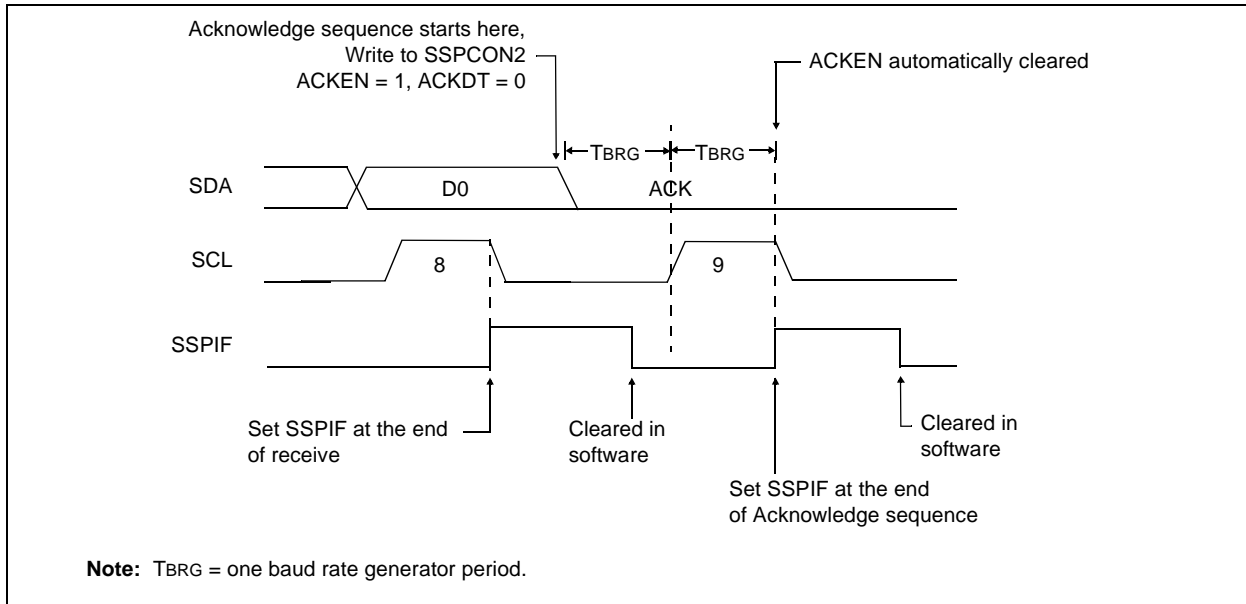 Acknowledge sequence starts here,
Write to SSPCON2
ACKEN = 1, ACKDT = 0
ACKEN automatically cleared
TBRG
TBRG
SDA
D0
ACK
SCL
8
9
SSPIF
Set SSPIF at the end
of receive
Cleared in
software
Set SSPIF at the end
of Acknowledge sequence
Cleared in
software
Note: TBRG = one baud rate generator period.